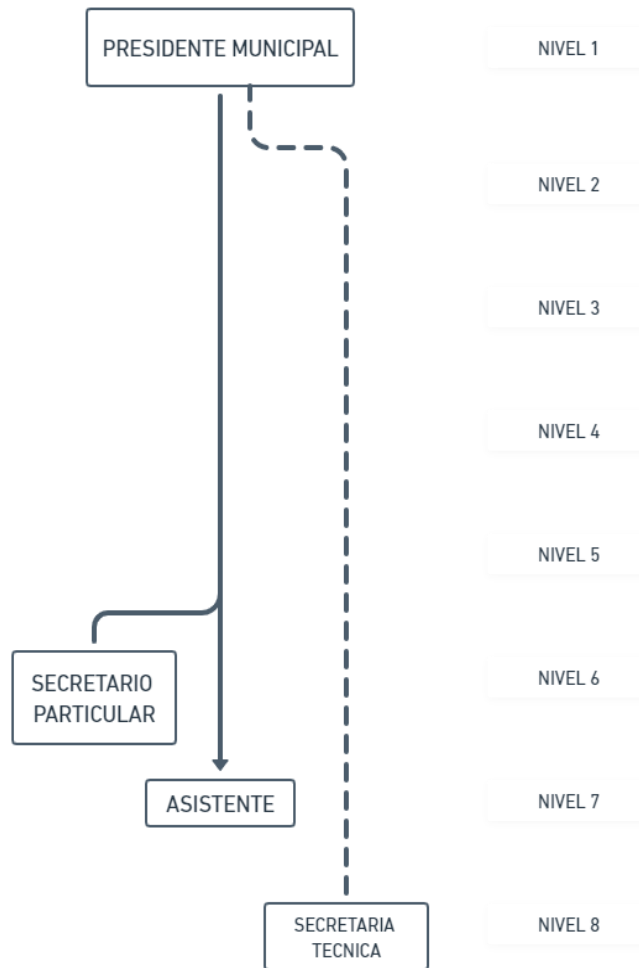 PRESIDENTE MUNICIPAL
NIVEL 1
NIVEL 2
NIVEL 3
NIVEL 4
NIVEL 5
SECRETARIO
PARTICULAR
NIVEL 6
ASISTENTE
NIVEL 7
SECRETARIA
TECNICA
NIVEL 8